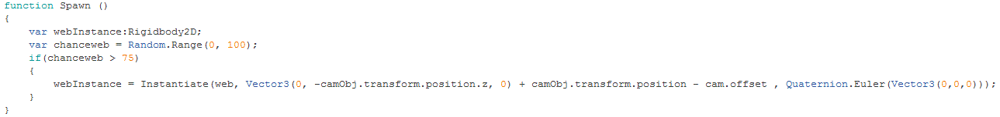 function Spawn ()
{
    var webInstance:Rigidbody2D;
    var chanceweb = Random.Range(0, 100);
    if(chanceweb > 75)
    {
        webInstance = Instantiate(web, Vector3(0, -camObj.transform.position.z, 0) + camObj.transform.position - cam.offset , Quaternion.Euler(Vector3(0,0,0)));
    }
}